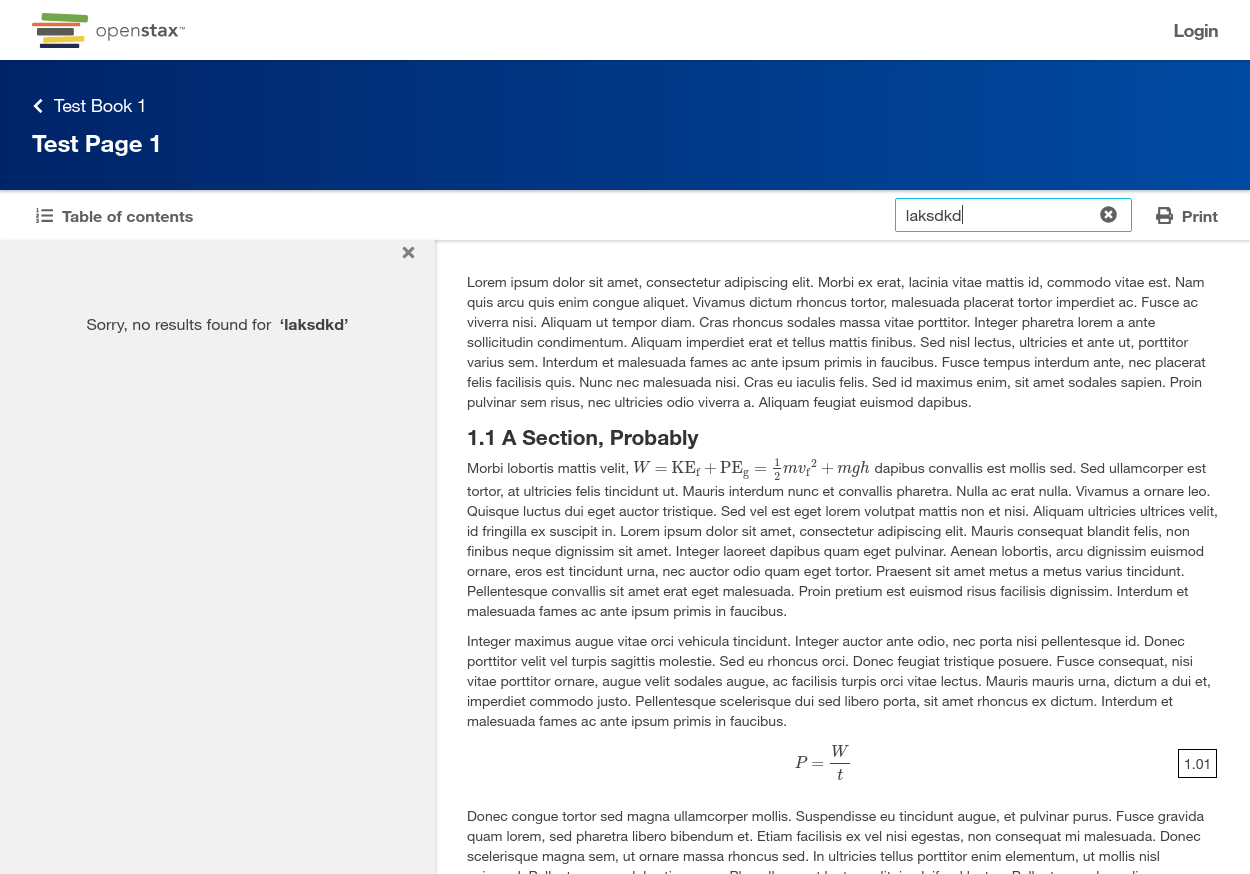 openstax™
Login
Test Book 1
Test Page 1
Table of contents
laksdkd
Print
Sorry, no results found for ‘laksdkd’
Lorem ipsum dolor sit amet, consectetur adipiscing elit. Morbi ex erat, lacinia vitae mattis id, commodo vitae est. Nam
quis arcu quis enim congue aliquet. Vivamus dictum rhoncus tortor, malesuada placerat tortor imperdiet ac. Fusce ac
viverra nisi. Aliquam ut tempor diam. Cras rhoncus sodales massa vitae porttitor. Integer pharetra lorem a ante
sollicitudin condimentum. Aliquam imperdiet erat et tellus mattis finibus. Sed nisl lectus, ultricies et ante ut, porttitor
varius sem. Interdum et malesuada fames ac ante ipsum primis in faucibus. Fusce tempus interdum ante, nec placerat
felis facilisis quis. Nunc nec malesuada nisi. Cras eu iaculis felis. Sed id maximus enim, sit amet sodales sapien. Proin
pulvinar sem risus, nec ultricies odio viverra a. Aliquam feugiat euismod dapibus.
1.1 A Section, Probably
Morbi lobortis mattis velit, W = KE_f + PE_g = 1/2 mv_f² + mgh dapibus convallis est mollis sed. Sed ullamcorper est
tortor, at ultricies felis tincidunt ut. Mauris interdum nunc et convallis pharetra. Nulla ac erat nulla. Vivamus a ornare leo.
Quisque luctus dui eget auctor tristique. Sed vel est eget lorem volutpat mattis non et nisi. Aliquam ultricies ultrices velit,
id fringilla ex suscipit in. Lorem ipsum dolor sit amet, consectetur adipiscing elit. Mauris consequat blandit felis, non
finibus neque dignissim sit amet. Integer laoreet dapibus quam eget pulvinar. Aenean lobortis, arcu dignissim euismod
ornare, eros est tincidunt urna, nec auctor odio quam eget tortor. Praesent sit amet metus a metus varius tincidunt.
Pellentesque convallis sit amet erat eget malesuada. Proin pretium est euismod risus facilisis dignissim. Interdum et
malesuada fames ac ante ipsum primis in faucibus.
Integer maximus augue vitae orci vehicula tincidunt. Integer auctor ante odio, nec porta nisi pellentesque id. Donec
porttitor velit vel turpis sagittis molestie. Sed eu rhoncus orci. Donec feugiat tristique posuere. Fusce consequat, nisi
vitae porttitor ornare, augue velit sodales augue, ac facilisis turpis orci vitae lectus. Mauris mauris urna, dictum a dui et,
imperdiet commodo justo. Pellentesque scelerisque dui sed libero porta, sit amet rhoncus ex dictum. Interdum et
malesuada fames ac ante ipsum primis in faucibus.
P = W/t
1.01
Donec congue tortor sed magna ullamcorper mollis. Suspendisse eu tincidunt augue, et pulvinar purus. Fusce gravida
quam lorem, sed pharetra libero bibendum et. Etiam facilisis ex vel nisi egestas, non consequat mi malesuada. Donec
scelerisque magna sem, ut ornare massa rhoncus sed. In ultricies tellus porttitor enim elementum, ut mollis nisl